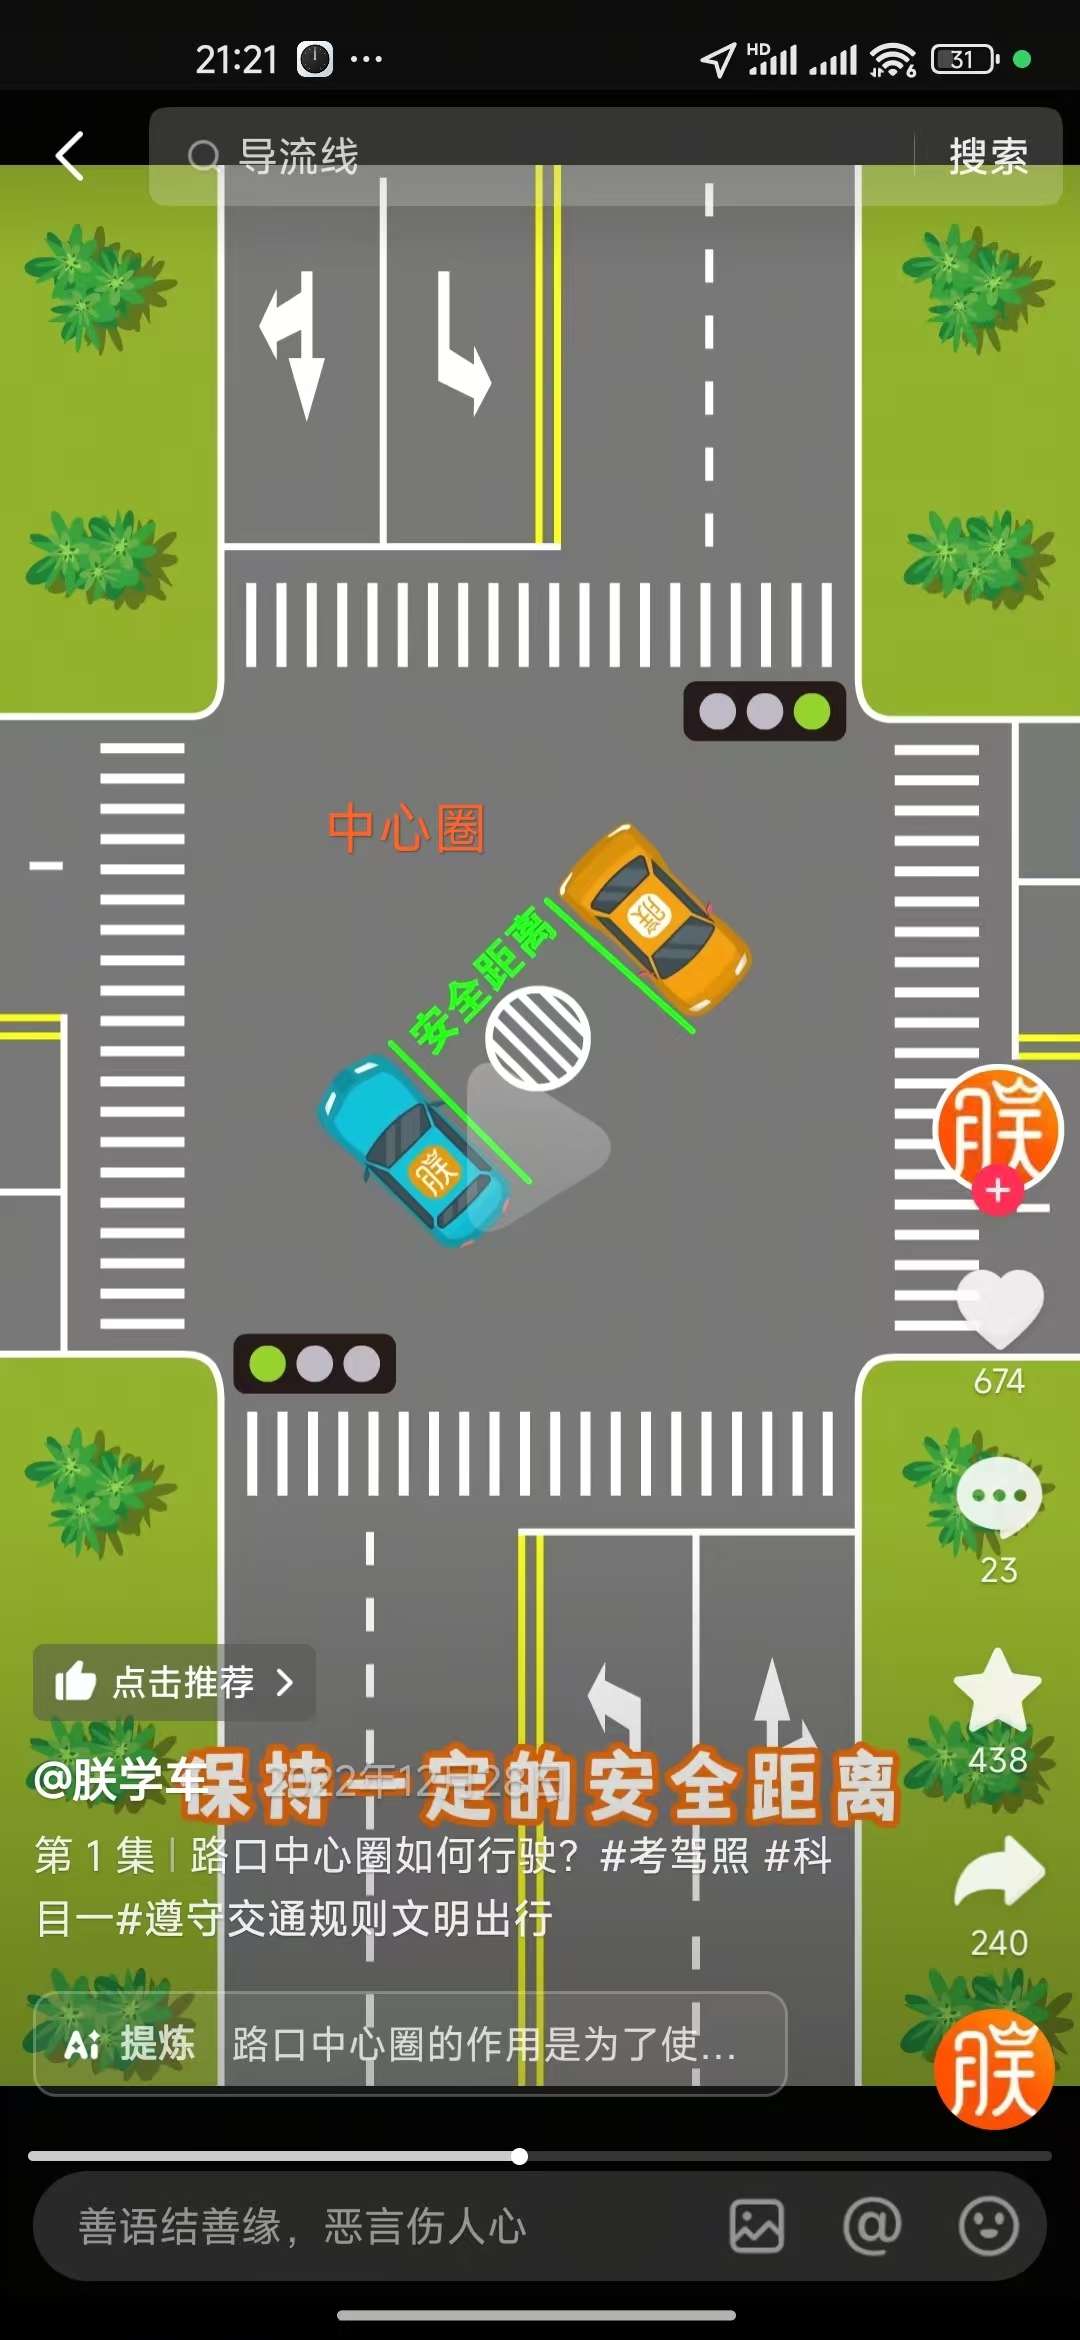 21:21
HD
6
31
导流线
搜索
中心圈
安全距离
朕
朕
朕
674
23
点击推荐
438
保持一定的安全距离
@朕学车
2022年12月28日
第1集 | 路口中心圈如何行驶？#考驾照 #科
目一#遵守交通规则文明出行
240
Ai 提炼 路口中心圈的作用是为了使...
朕
善语结善缘，恶言伤人心
@